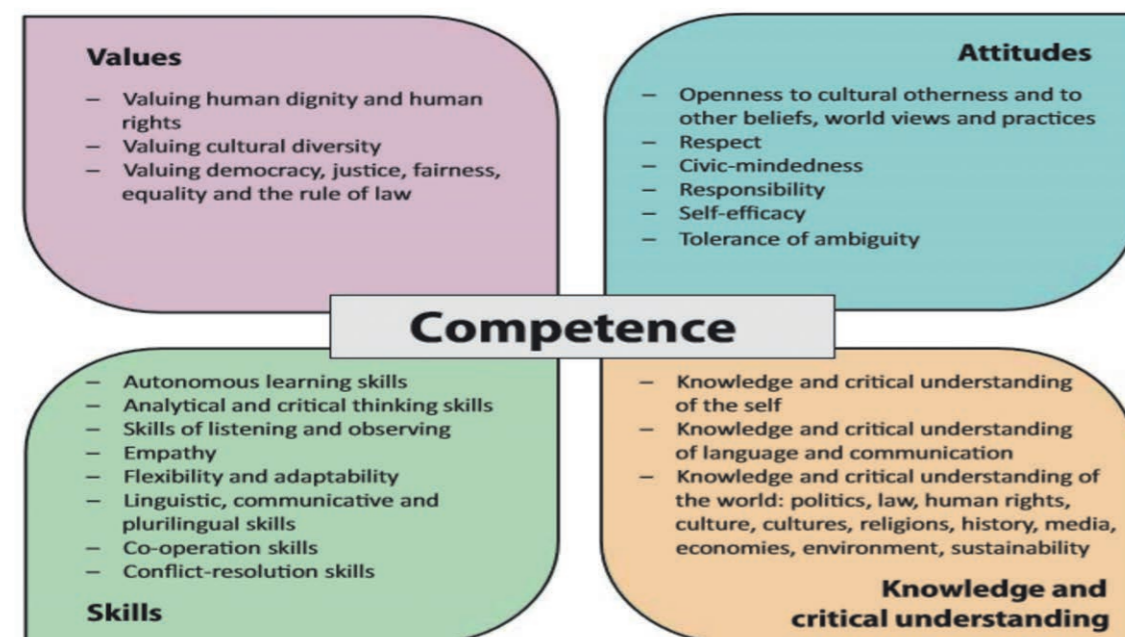 Values
– Valuing human dignity and human
rights
– Valuing cultural diversity
– Valuing democracy, justice, fairness,
equality and the rule of law
Attitudes
– Openness to cultural otherness and to
other beliefs, world views and practices
– Respect
– Civic-mindedness
– Responsibility
– Self-efficacy
– Tolerance of ambiguity
Competence
– Autonomous learning skills
– Analytical and critical thinking skills
– Skills of listening and observing
– Empathy
– Flexibility and adaptability
– Linguistic, communicative and
plurilingual skills
– Co-operation skills
– Conflict-resolution skills
Skills
– Knowledge and critical understanding
of the self
– Knowledge and critical understanding
of language and communication
– Knowledge and critical understanding of
the world: politics, law, human rights,
culture, cultures, religions, history, media,
economies, environment, sustainability
Knowledge and
critical understanding